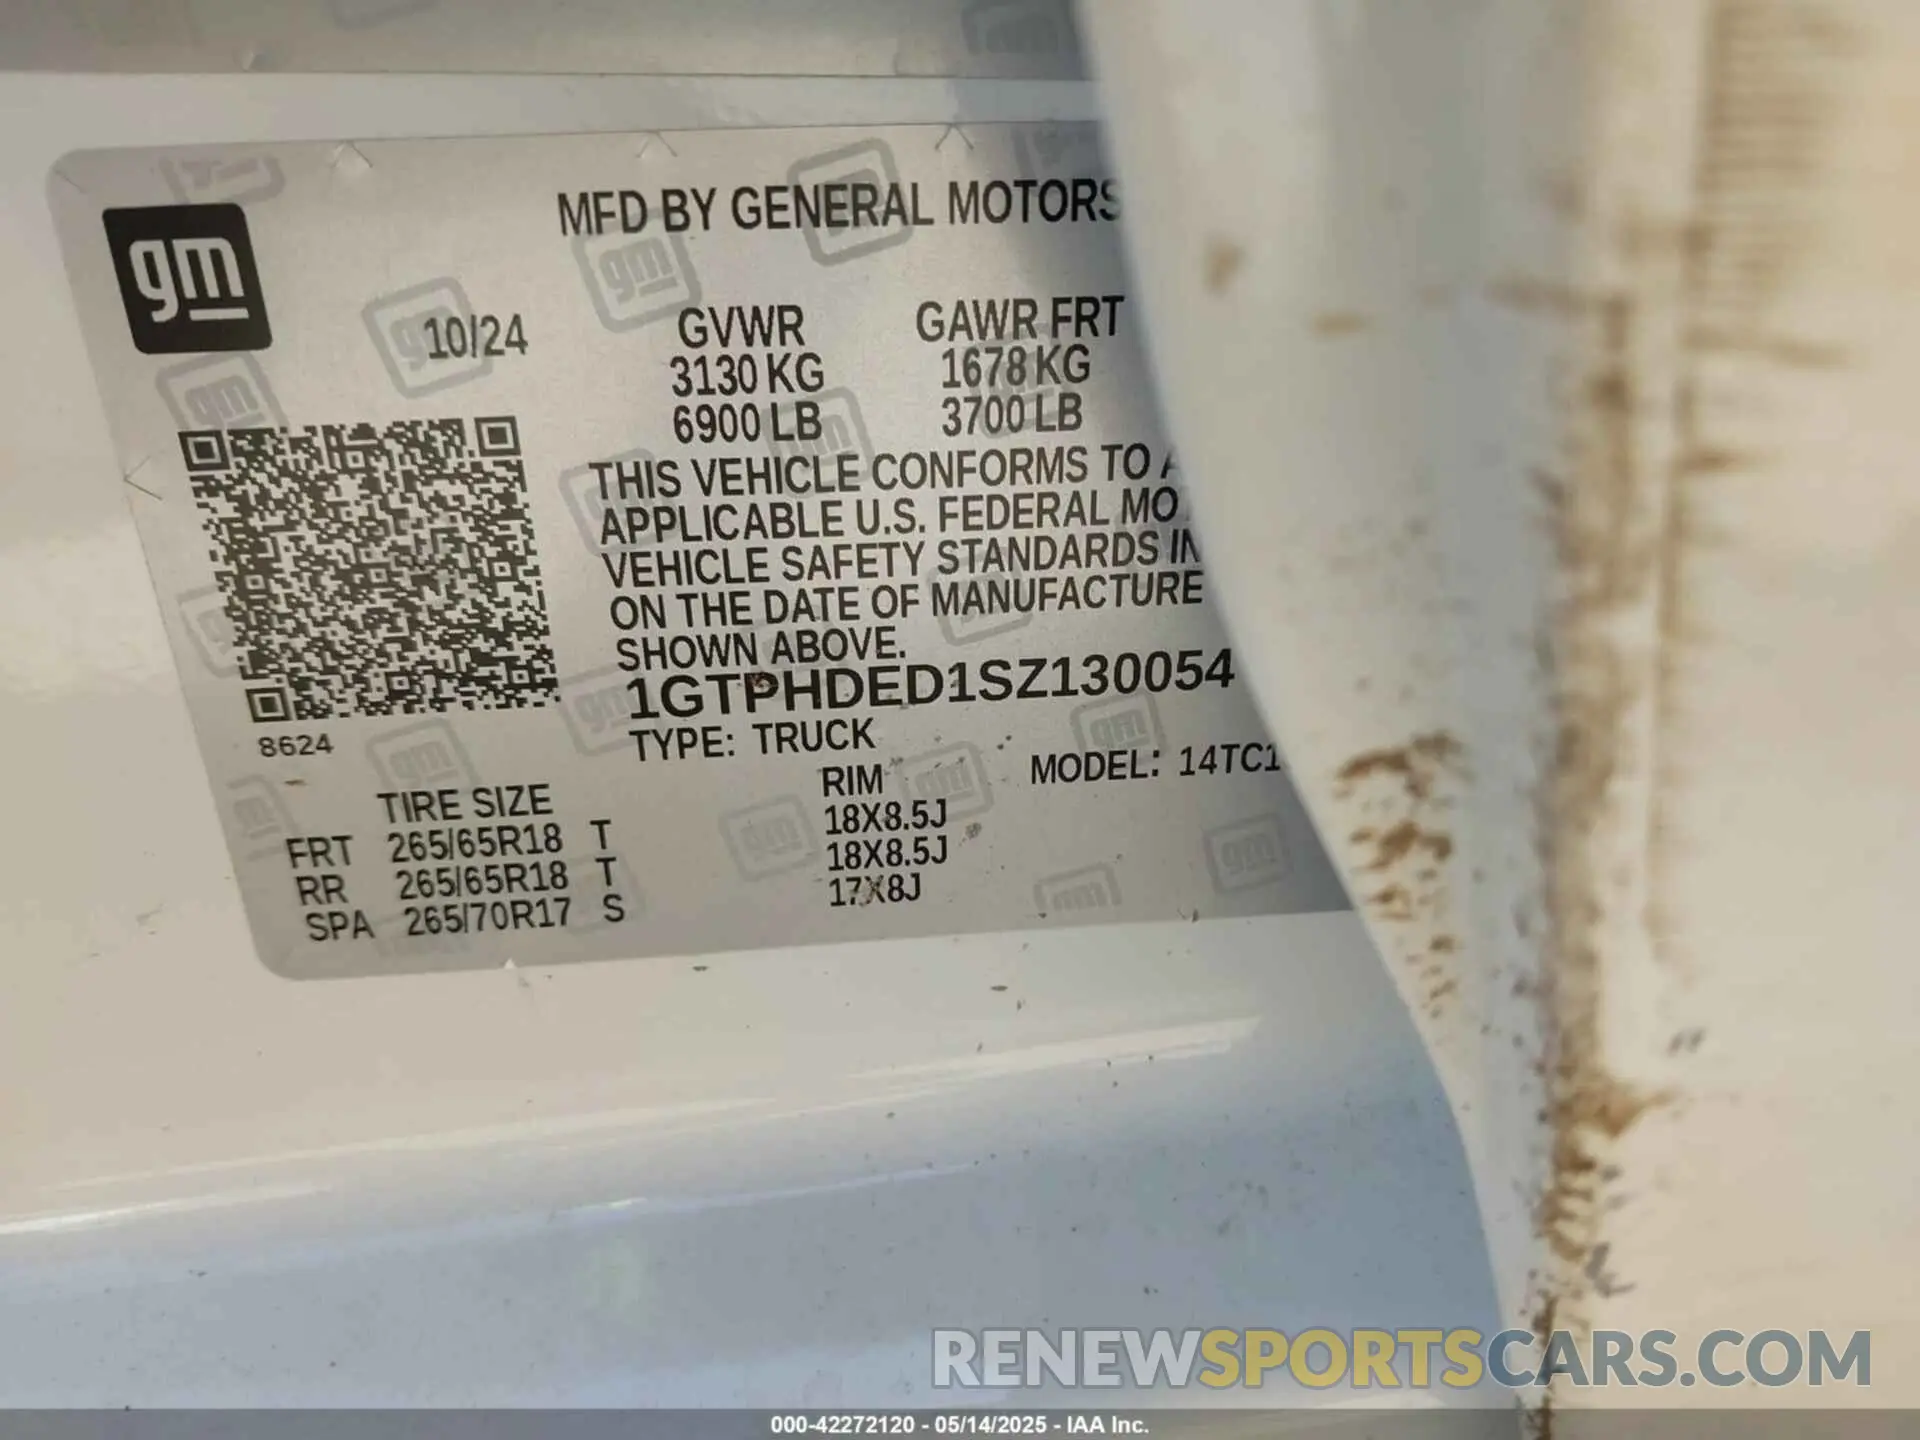 gm
MFD BY GENERAL MOTORS
10/24
GVWR GAWR FRT
3130 KG 1678 KG
6900 LB 3700 LB
THIS VEHICLE CONFORMS TO
APPLICABLE U.S. FEDERAL MO
VEHICLE SAFETY STANDARDS IN
ON THE DATE OF MANUFACTURE
SHOWN ABOVE.
1GTPHDED1SZ130054
8624
TYPE: TRUCK
MODEL: 14TC1
TIRE SIZE RIM
FRT 265/65R18 T 18X8.5J
RR 265/65R18 T 18X8.5J
SPA 265/70R17 S 17X8J
RENEWSPORTSCARS.COM
000-42272120 - 05/14/2025 - IAA Inc.